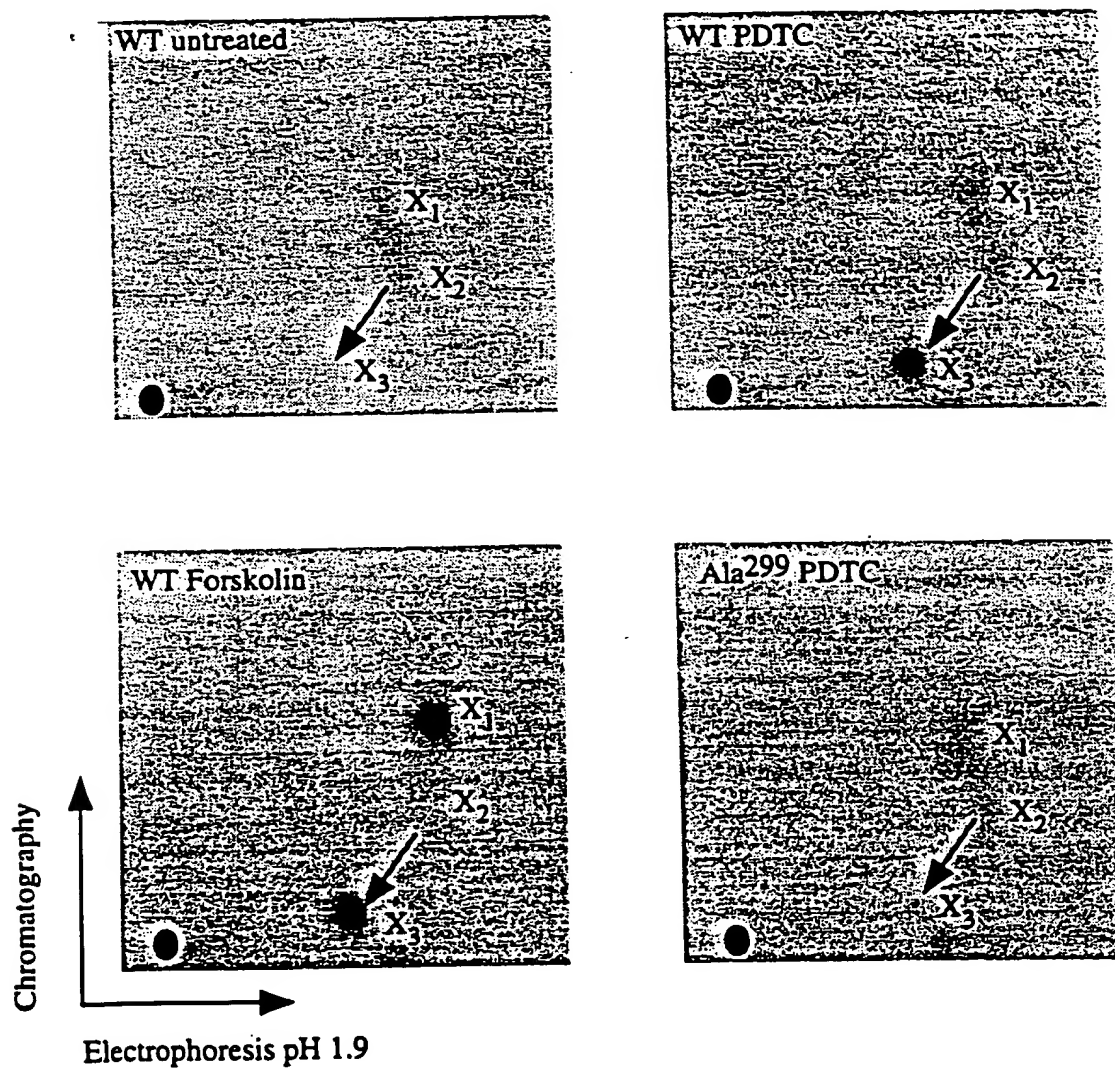 WT untreated
X1
X2
X3
WT PDTC
X1
X2
X3
WT Forskolin
X1
X2
X3
Ala299 PDTC
X1
X2
X3
Chromatography
Electrophoresis pH 1.9